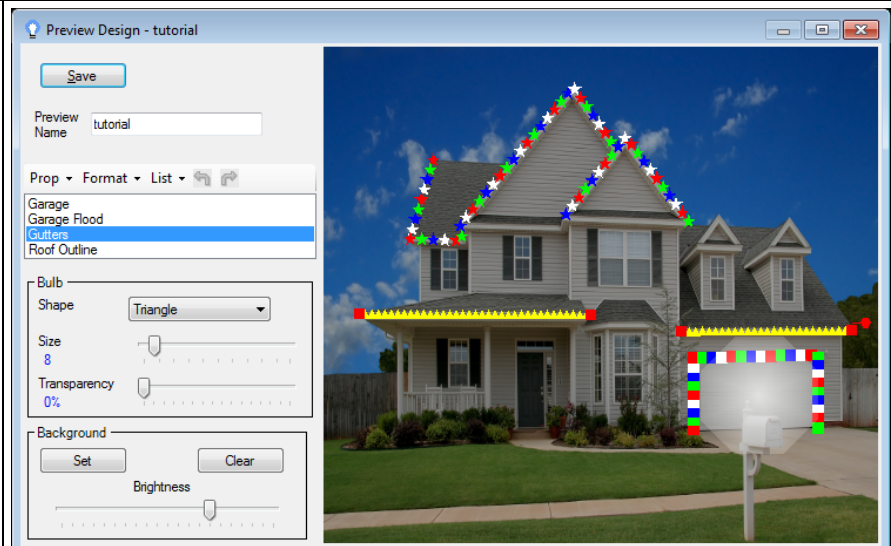 Preview Design - tutorial
Save
Preview
Name
tutorial
Prop Format List
Garage
Garage Flood
Gutters
Roof Outline
Bulb
Shape
Triangle
Size
8
Transparency
0%
Background
Set Clear
Brightness